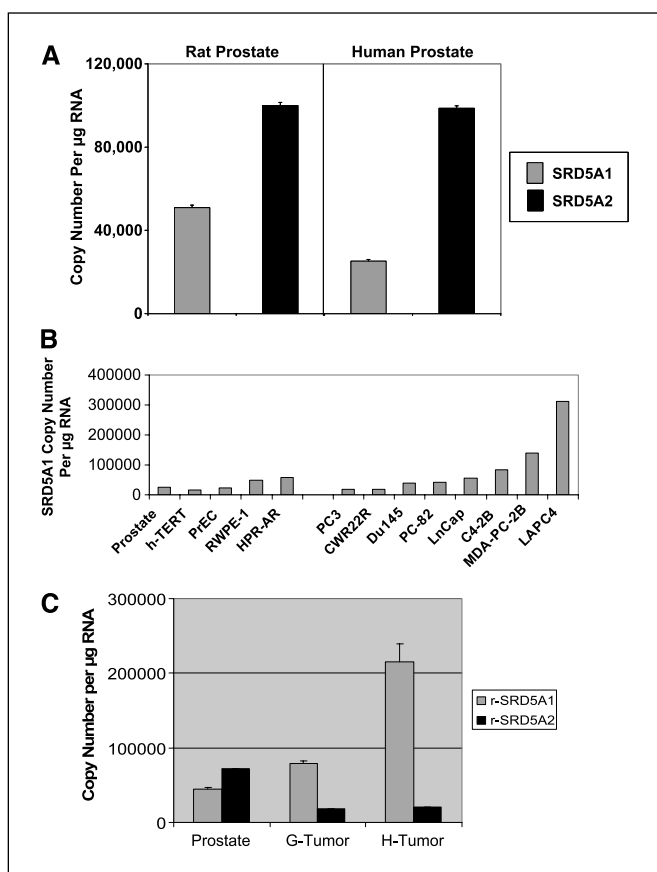 A
Rat Prostate
Human Prostate
Copy Number Per µg RNA
120,000
80,000
40,000
0
SRD5A1
SRD5A2
B
SRD5A1 Copy Number
Per µg RNA
400000
300000
200000
100000
0
Prostate
h-TERT
PrEC
RWPE-1
HPR-AR
PC3
CWR22R
Du145
PC-82
LnCap
C4-2B
MDA-PC-2B
LAPC4
C
Copy Number per µg RNA
300000
200000
100000
0
r-SRD5A1
r-SRD5A2
Prostate
G-Tumor
H-Tumor